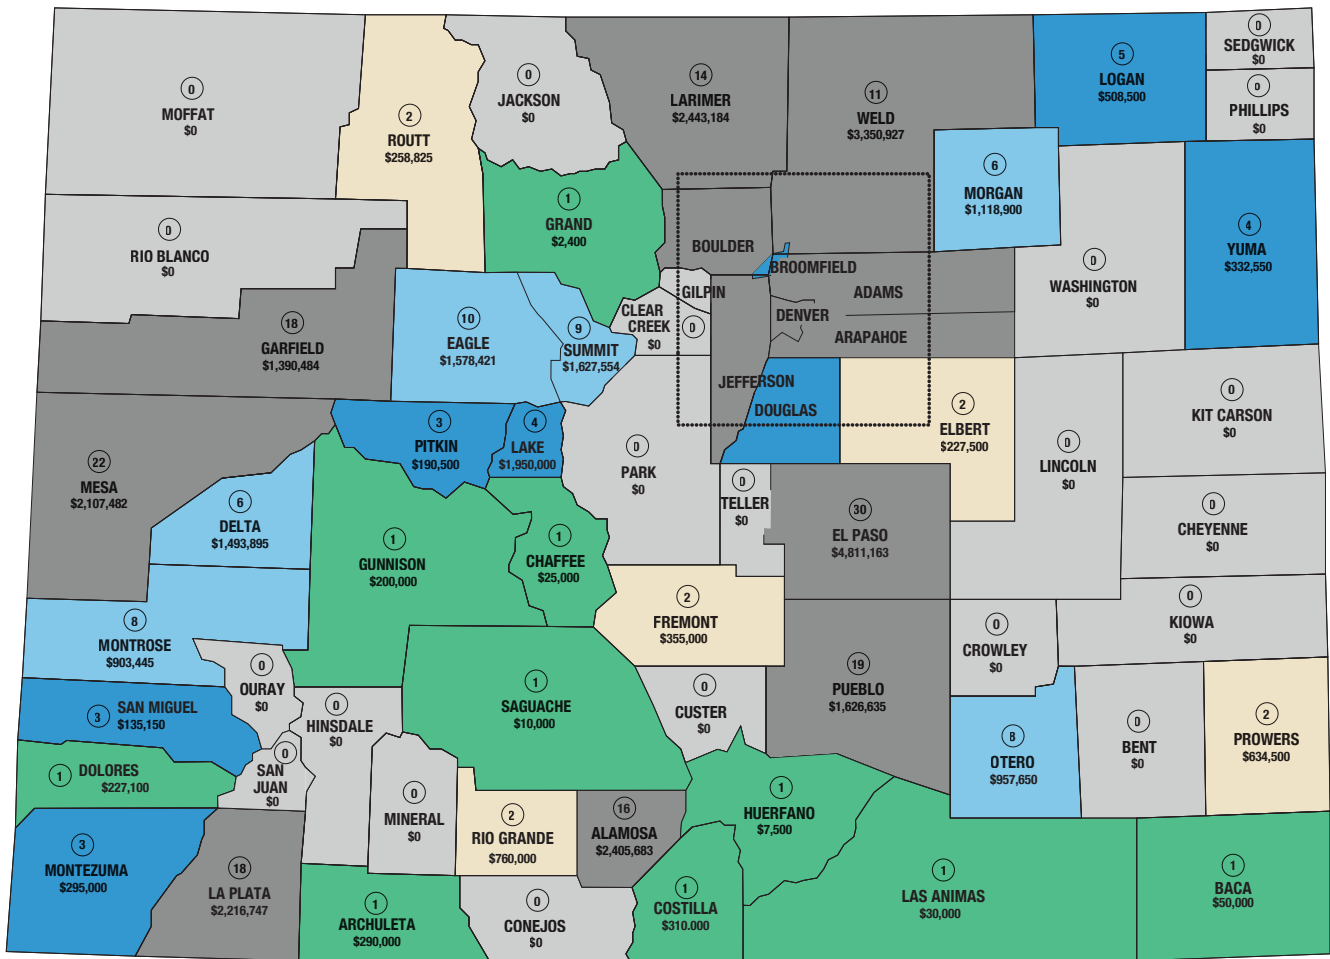 0
MOFFAT
$0
2
ROUTT
$258,825
0
JACKSON
$0
14
LARIMER
$2,443,184
11
WELD
$3,350,927
5
LOGAN
$508,500
0
SEDGWICK
$0
0
PHILLIPS
$0
6
MORGAN
$1,118,900
0
WASHINGTON
$0
4
YUMA
$332,550
0
RIO BLANCO
$0
1
GRAND
$2,400
BOULDER
BROOMFIELD
GILPIN
ADAMS
DENVER
ARAPAHOE
CLEAR
CREEK
0
$0
JEFFERSON
DOUGLAS
18
GARFIELD
$1,390,484
10
EAGLE
$1,578,421
9
SUMMIT
$1,627,554
2
ELBERT
$227,500
0
LINCOLN
$0
0
KIT CARSON
$0
22
MESA
$2,107,482
3
PITKIN
$190,500
4
LAKE
$1,950,000
0
PARK
$0
0
TELLER
$0
30
EL PASO
$4,811,163
0
CHEYENNE
$0
6
DELTA
$1,493,895
1
GUNNISON
$200,000
1
CHAFFEE
$25,000
2
FREMONT
$355,000
0
CROWLEY
$0
0
KIOWA
$0
8
MONTROSE
$903,445
0
OURAY
$0
0
HINSDALE
$0
1
SAGUACHE
$10,000
0
CUSTER
$0
19
PUEBLO
$1,626,635
8
OTERO
$957,650
0
BENT
$0
2
PROWERS
$634,500
3
SAN MIGUEL
$135,150
1
DOLORES
$227,100
0
SAN
JUAN
$0
0
MINERAL
$0
2
RIO GRANDE
$760,000
16
ALAMOSA
$2,405,683
1
HUERFANO
$7,500
3
MONTEZUMA
$295,000
18
LA PLATA
$2,216,747
1
ARCHULETA
$290,000
0
CONEJOS
$0
1
COSTILLA
$310.000
1
LAS ANIMAS
$30,000
1
BACA
$50,000